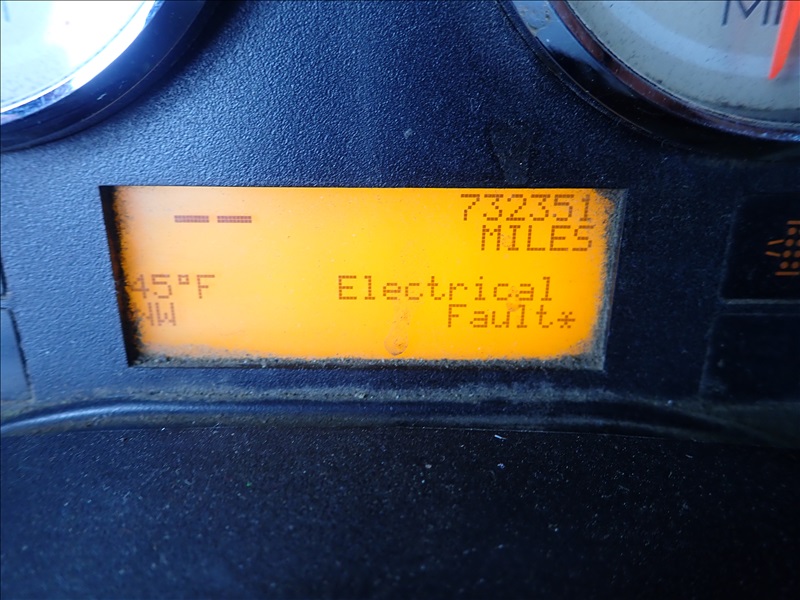 -- 732351
MILES
45°F Electrical
NW Fault*